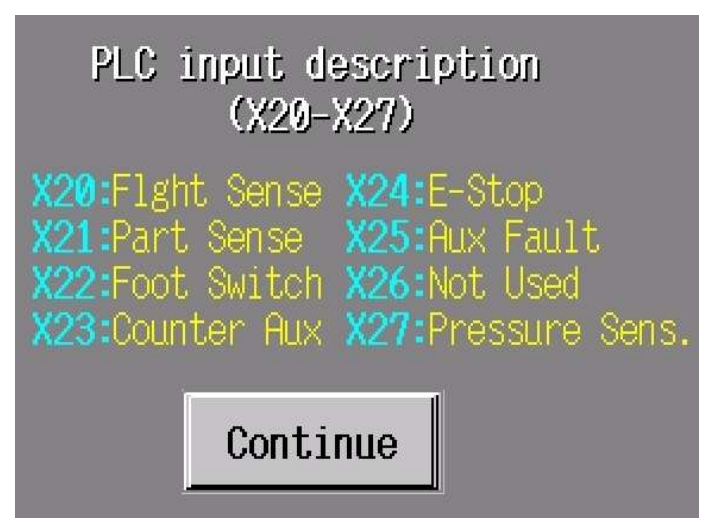 PLC input description
(X20-X27)
X20:Flght Sense X24:E-Stop
X21:Part Sense X25:Aux Fault
X22:Foot Switch X26:Not Used
X23:Counter Aux X27:Pressure Sens.
Continue